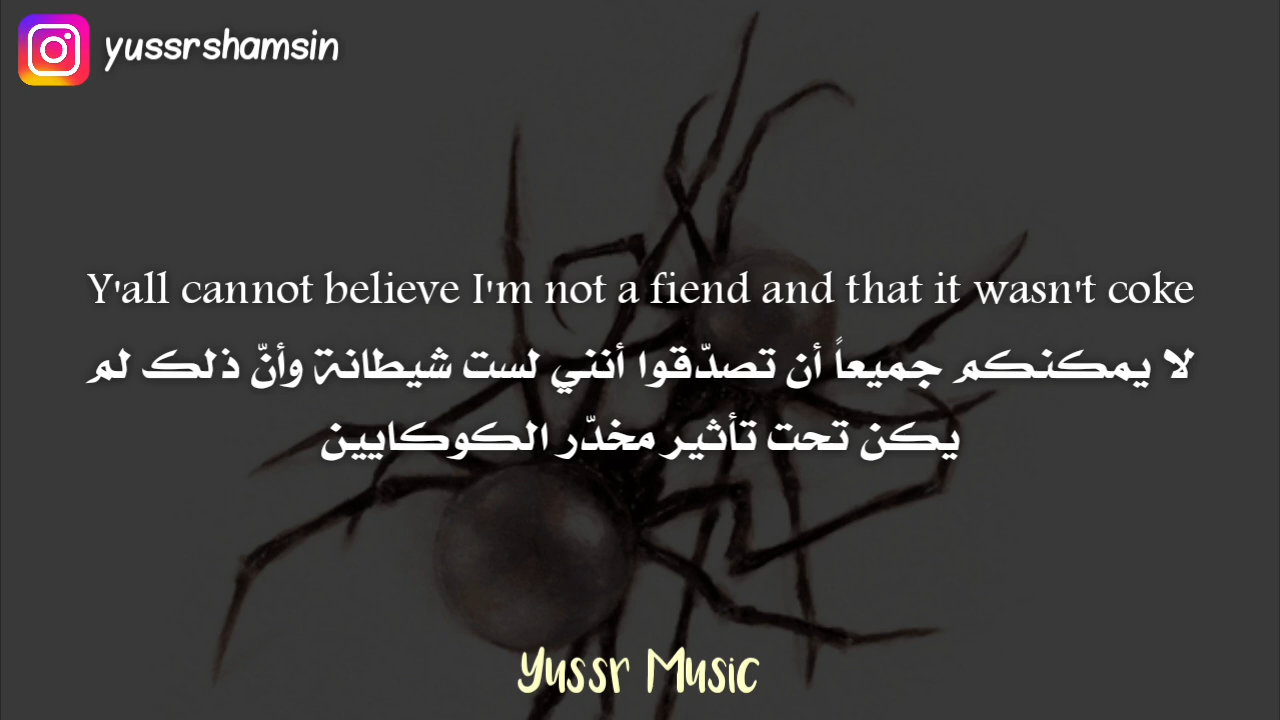 yussrshamsin
Y'all cannot believe I'm not a fiend and that it wasn't coke
لا يمكنكم جميعاً أن تصدّقوا أنني لست شيطانة وأنّ ذلك لم
يكن تحت تأثير مخدّر الكوكايين
Yussr Music